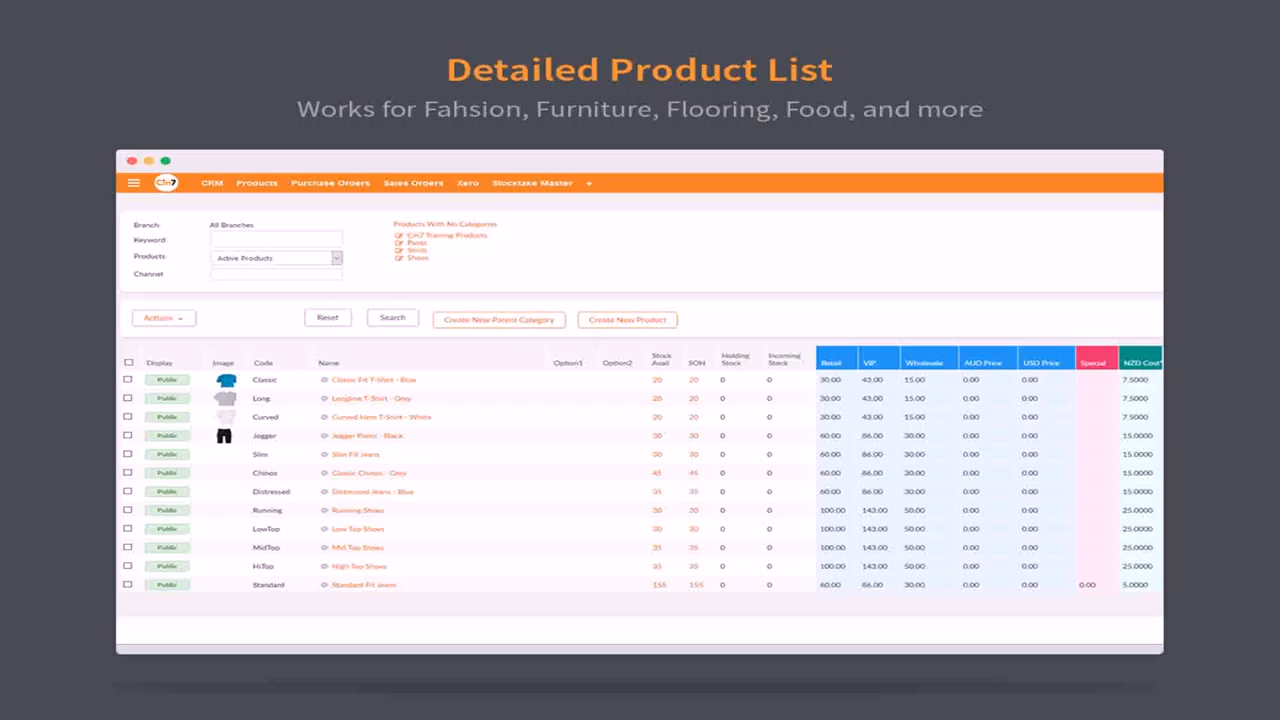 Detailed Product List
Works for Fahsion, Furniture, Flooring, Food, and more
Cin7 CRM Products Purchase Orders Sales Orders Xero Stocktake Master +
Branch: All Branches Products With No Categories
Keyword Cin7 Training Products
Pants
Products Active Products Shirts
Shoes
Channel
Actions Reset Search Create New Parent Category Create New Product
Display Image Code Name Option1 Option2 Stock Avail SOH Holding Stock Incoming Stock Retail VIP Wholesale AUD Price USD Price Special NZD Cost*
Public Classic Classic Fit T-Shirt - Blue 20 20 0 0 30.00 43.00 15.00 0.00 0.00 7.5000
Public Long Longline T-Shirt - Grey 20 20 0 0 30.00 43.00 15.00 0.00 0.00 7.5000
Public Curved Curved Hem T-Shirt - White 20 20 0 0 30.00 43.00 15.00 0.00 0.00 7.5000
Public Jogger Jogger Pants - Black 30 30 0 0 60.00 86.00 30.00 0.00 0.00 15.0000
Public Slim Slim Fit Jeans 30 30 0 0 60.00 86.00 30.00 0.00 0.00 15.0000
Public Chinos Classic Chinos - Grey 45 45 0 0 60.00 86.00 30.00 0.00 0.00 15.0000
Public Distressed Distressed Jeans - Blue 35 35 0 0 60.00 86.00 30.00 0.00 0.00 15.0000
Public Running Running Shoes 30 30 0 0 100.00 143.00 50.00 0.00 0.00 25.0000
Public LowTop Low Top Shoes 30 30 0 0 100.00 143.00 50.00 0.00 0.00 25.0000
Public MidTop Mid Top Shoes 35 35 0 0 100.00 143.00 50.00 0.00 0.00 25.0000
Public HiTop High Top Shoes 35 35 0 0 100.00 143.00 50.00 0.00 0.00 25.0000
Public Standard Standard Fit Jeans 155 155 0 0 60.00 86.00 30.00 0.00 0.00 0.00 5.0000